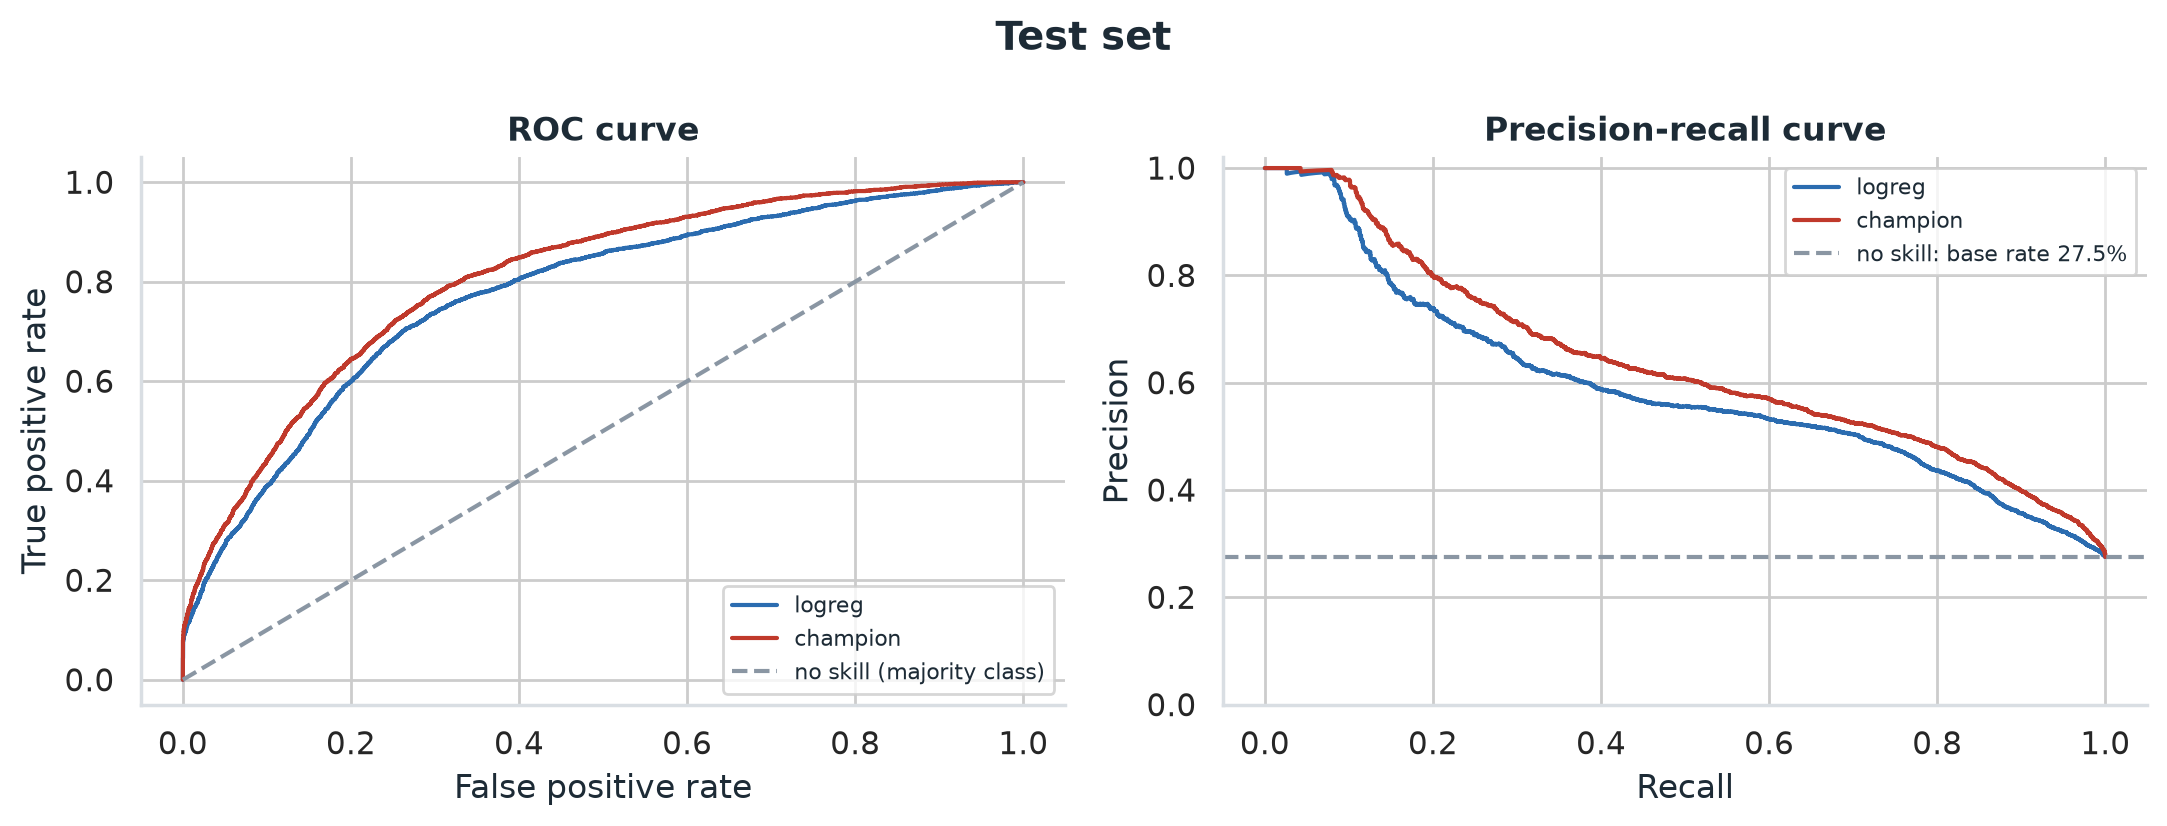 Test set
ROC curve
True positive rate
1.0
0.8
0.6
0.4
0.2
0.0
logreg
champion
no skill (majority class)
0.0 0.2 0.4 0.6 0.8 1.0
False positive rate
Precision-recall curve
Precision
1.0
0.8
0.6
0.4
0.2
0.0
logreg
champion
no skill: base rate 27.5%
0.0 0.2 0.4 0.6 0.8 1.0
Recall